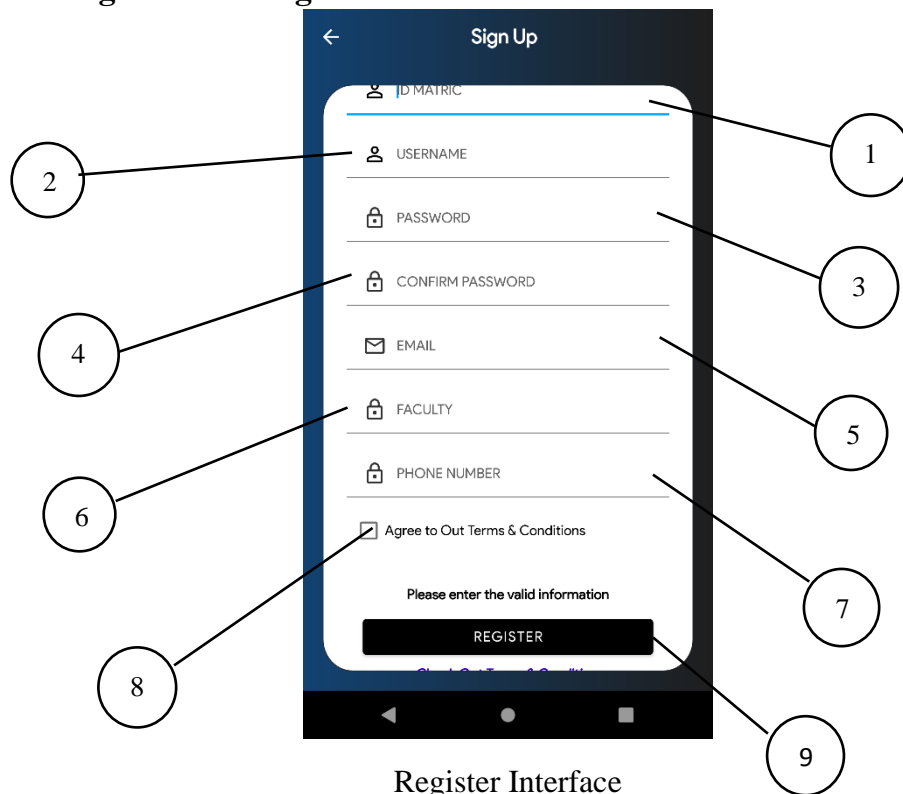 Sign Up
ID MATRIC
1
USERNAME
2
PASSWORD
3
CONFIRM PASSWORD
4
EMAIL
5
FACULTY
6
PHONE NUMBER
7
Agree to Out Terms & Conditions
8
Please enter the valid information
REGISTER
9
Register Interface